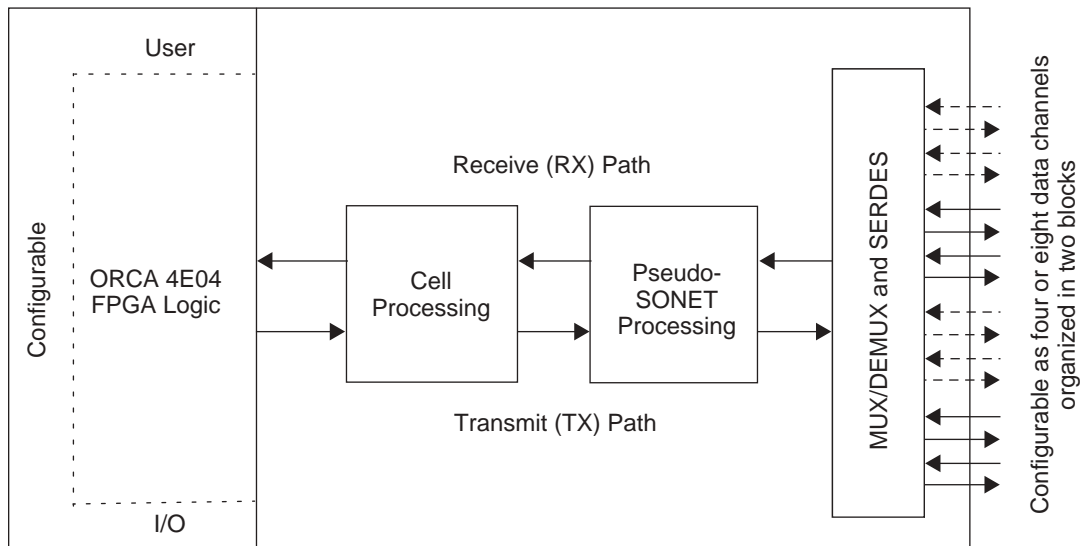 User
Configurable
ORCA 4E04
FPGA Logic
I/O
Receive (RX) Path
Cell
Processing
Pseudo-
SONET
Processing
Transmit (TX) Path
MUX/DEMUX and SERDES
Configurable as four or eight data channels
organized in two blocks